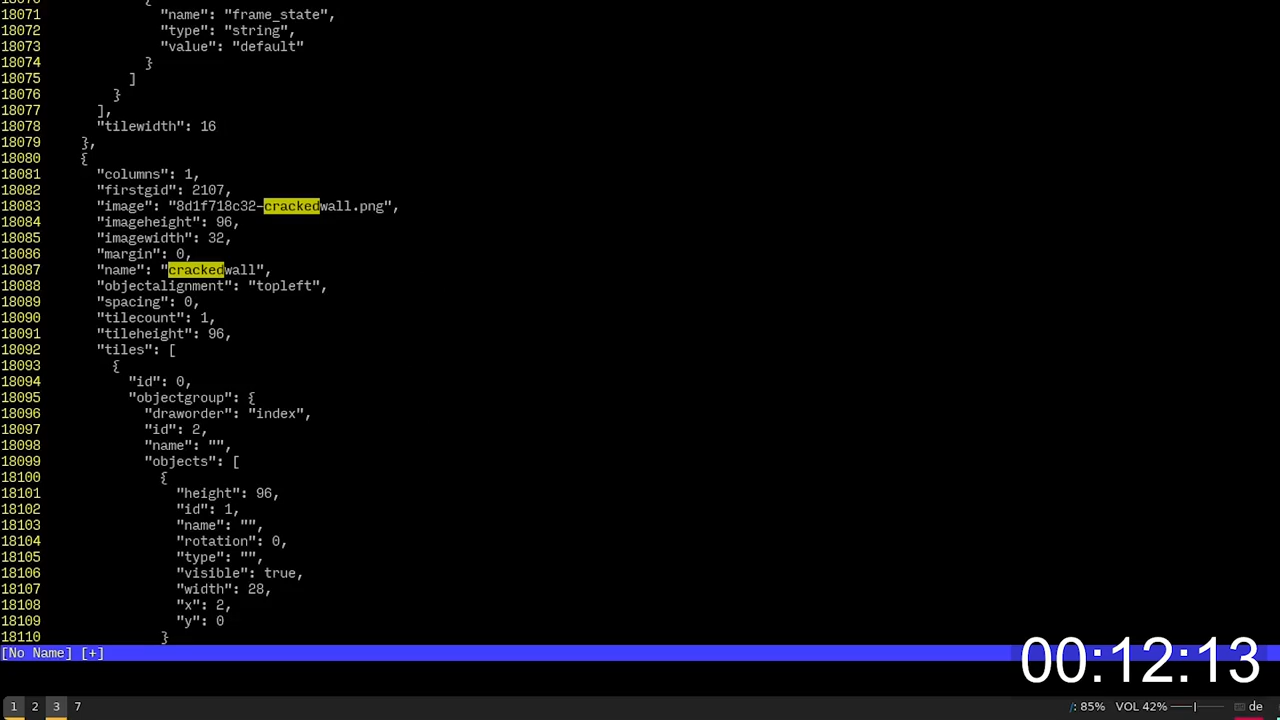 18070 {
18071 "name": "frame_state",
18072 "type": "string",
18073 "value": "default"
18074 }
18075 ]
18076 }
18077 ],
18078 "tilewidth": 16
18079 },
18080 {
18081 "columns": 1,
18082 "firstgid": 2107,
18083 "image": "8d1f718c32-crackedwall.png",
18084 "imageheight": 96,
18085 "imagewidth": 32,
18086 "margin": 0,
18087 "name": "crackedwall",
18088 "objectalignment": "topleft",
18089 "spacing": 0,
18090 "tilecount": 1,
18091 "tileheight": 96,
18092 "tiles": [
18093 {
18094 "id": 0,
18095 "objectgroup": {
18096 "draworder": "index",
18097 "id": 2,
18098 "name": "",
18099 "objects": [
18100 {
18101 "height": 96,
18102 "id": 1,
18103 "name": "",
18104 "rotation": 0,
18105 "type": "",
18106 "visible": true,
18107 "width": 28,
18108 "x": 2,
18109 "y": 0
18110 }
[No Name] [+]
00:12:13
1 2 3 7 /: 85% VOL 42% de